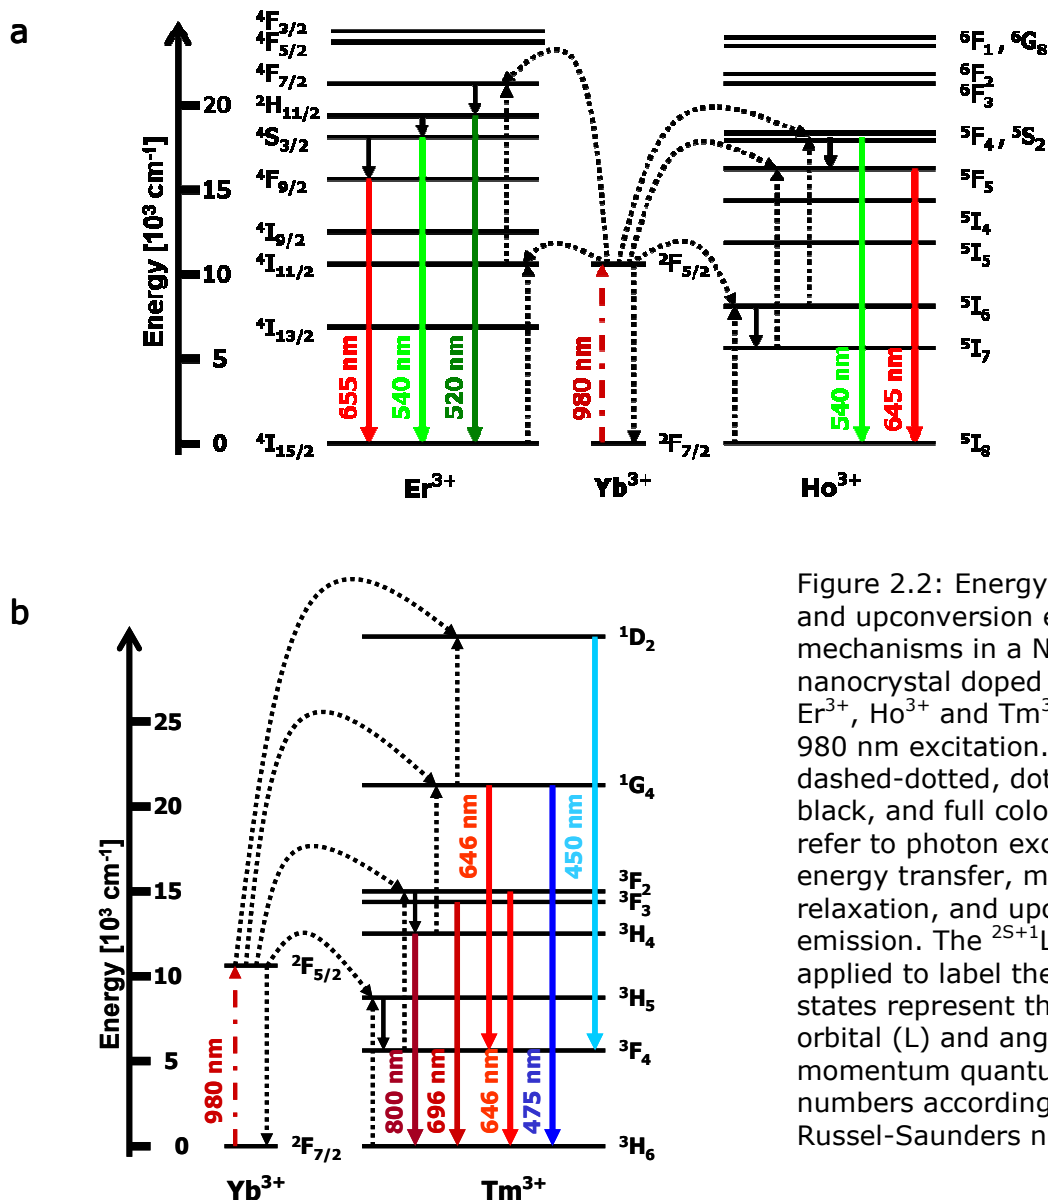 a
Energy [10³ cm⁻¹]
20
15
10
5
0
⁴F₃/₂
⁴F₅/₂
⁴F₇/₂
²H₁₁/₂
⁴S₃/₂
⁴F₉/₂
⁴I₉/₂
⁴I₁₁/₂
⁴I₁₃/₂
⁴I₁₅/₂
655 nm
540 nm
520 nm
980 nm
²F₅/₂
²F₇/₂
540 nm
645 nm
⁵F₁, ⁵G₈
⁵F₂
⁵F₃
⁵F₄, ⁵S₂
⁵F₅
⁵I₄
⁵I₅
⁵I₆
⁵I₇
⁵I₈
Er³⁺
Yb³⁺
Ho³⁺
b
Energy [10³ cm⁻¹]
25
20
15
10
5
0
980 nm
²F₅/₂
²F₇/₂
800 nm
696 nm
646 nm
646 nm
475 nm
450 nm
¹D₂
¹G₄
³F₂
³F₃
³H₄
³H₅
³F₄
³H₆
Yb³⁺
Tm³⁺
Figure 2.2: Energy
and upconversion e
mechanisms in a N
nanocrystal doped
Er³⁺, Ho³⁺ and Tm³
980 nm excitation.
dashed-dotted, dot
black, and full colo
refer to photon exc
energy transfer, m
relaxation, and upc
emission. The ²ˢ⁺¹L
applied to label the
states represent th
orbital (L) and ang
momentum quantu
numbers according
Russel-Saunders n